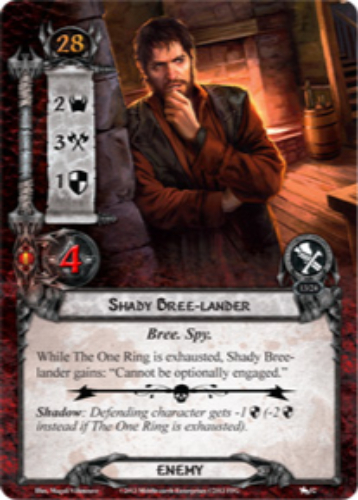 28
2
3
1
4
SHADY BREE-LANDER
Bree. Spy.
While The One Ring is exhausted, Shady Bree-
lander gains: “Cannot be optionally engaged.”
Shadow: Defending character gets -1 (-2
instead if The One Ring is exhausted).
ENEMY